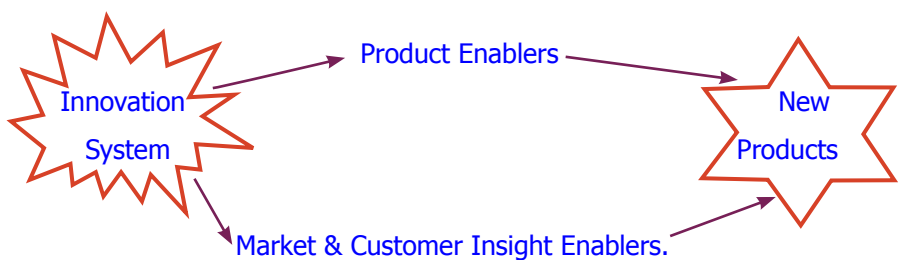 Product Enablers
Innovation
System
New
Products
Market & Customer Insight Enablers.